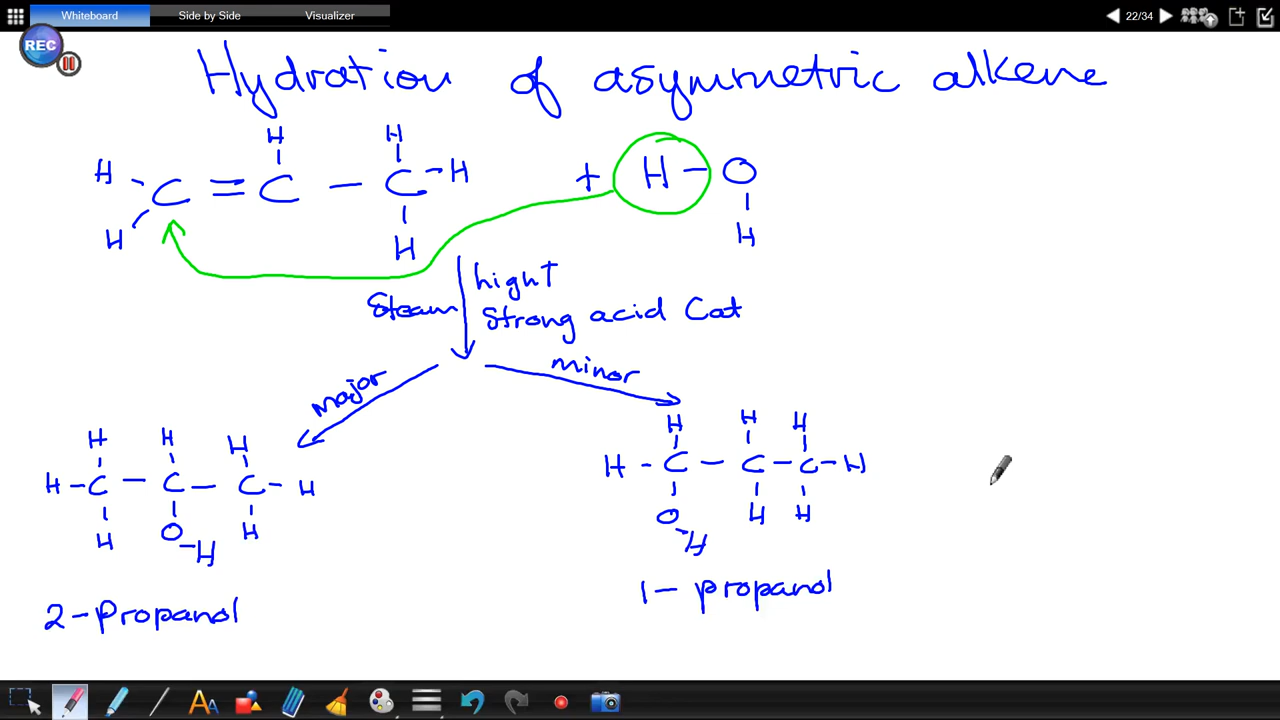 Whiteboard Side by Side Visualizer 22/34
REC
Hydration of asymmetric alkene
H H
H C = C - C - H + H - O
H H H
high T
Steam Strong acid Cat
major minor
H H H H H H
H - C - C - C - H H - C - C - C - H
H O - H H O - H H H
2-Propanol 1-propanol
A